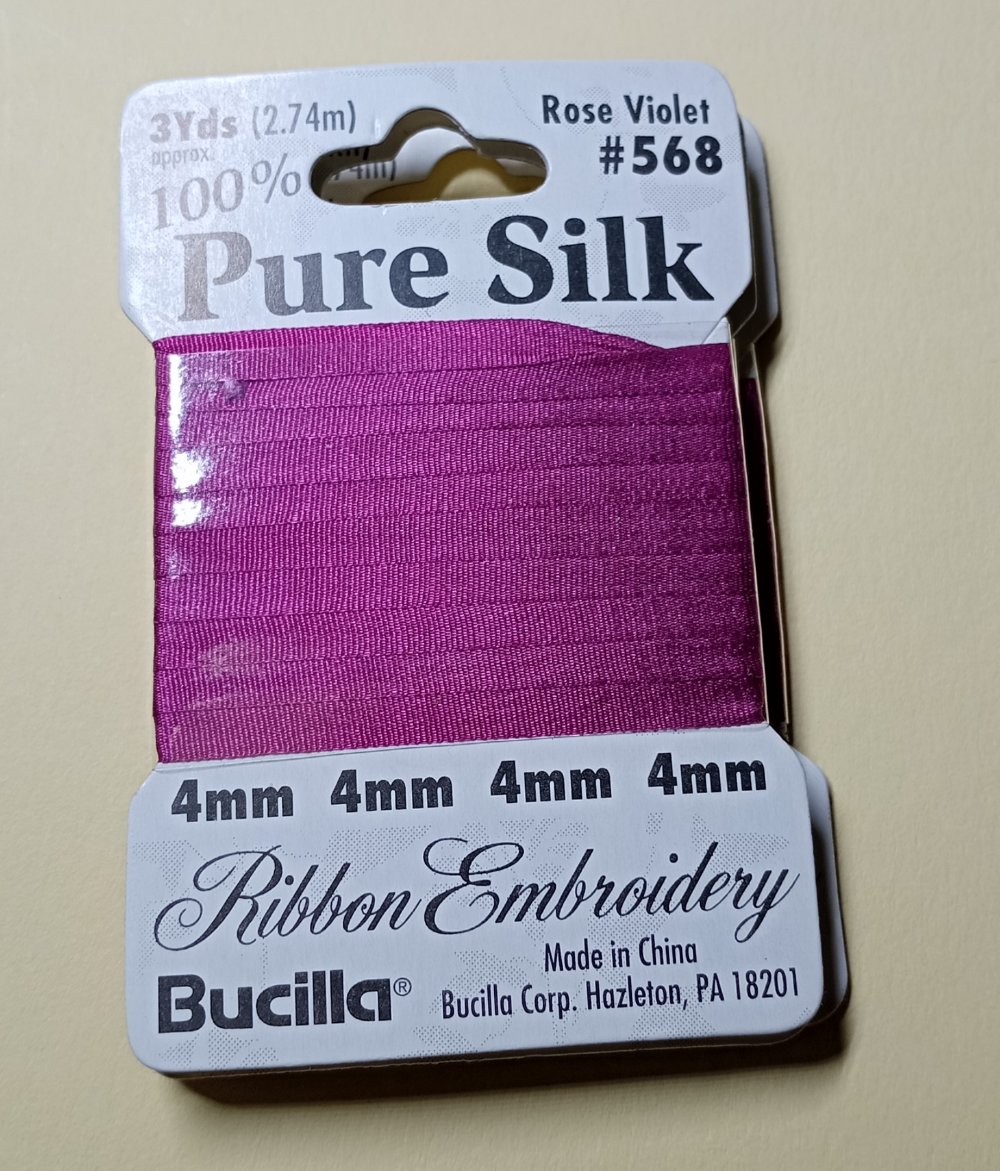 3Yds (2.74m)
approx.
100%
Rose Violet
#568
Pure Silk
4mm 4mm 4mm 4mm
Ribbon Embroidery
Made in China
Bucilla® Bucilla Corp. Hazleton, PA 18201